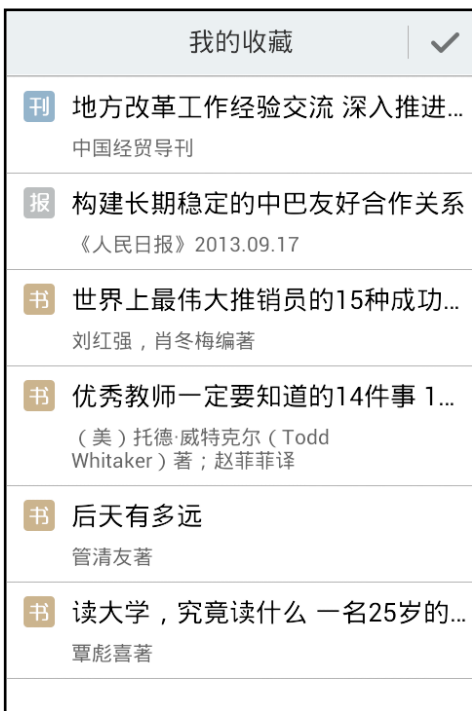 我的收藏
刊 地方改革工作经验交流 深入推进...
中国经贸导刊
报 构建长期稳定的中巴友好合作关系
《人民日报》2013.09.17
书 世界上最伟大推销员的15种成功...
刘红强，肖冬梅编著
书 优秀教师一定要知道的14件事 1...
（美）托德·威特克尔（Todd
Whitaker）著；赵菲菲译
书 后天有多远
管清友著
书 读大学，究竟读什么 一名25岁的...
覃彪喜著